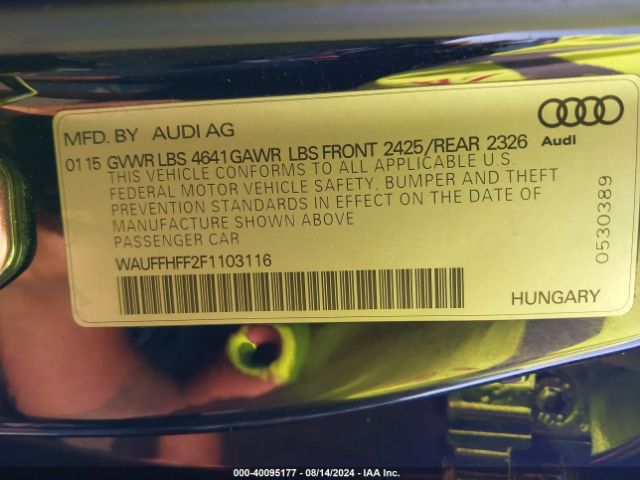 MFD. BY AUDI AG
Audi
01 15 GVWR LBS 4641 GAWR LBS FRONT 2425/REAR 2326
THIS VEHICLE CONFORMS TO ALL APPLICABLE U.S.
FEDERAL MOTOR VEHICLE SAFETY, BUMPER AND THEFT
PREVENTION STANDARDS IN EFFECT ON THE DATE OF
MANUFACTURE SHOWN ABOVE
PASSENGER CAR
WAUFFHFF2F1103116
0530389
HUNGARY
000-40095177 - 08/14/2024 - IAA Inc.